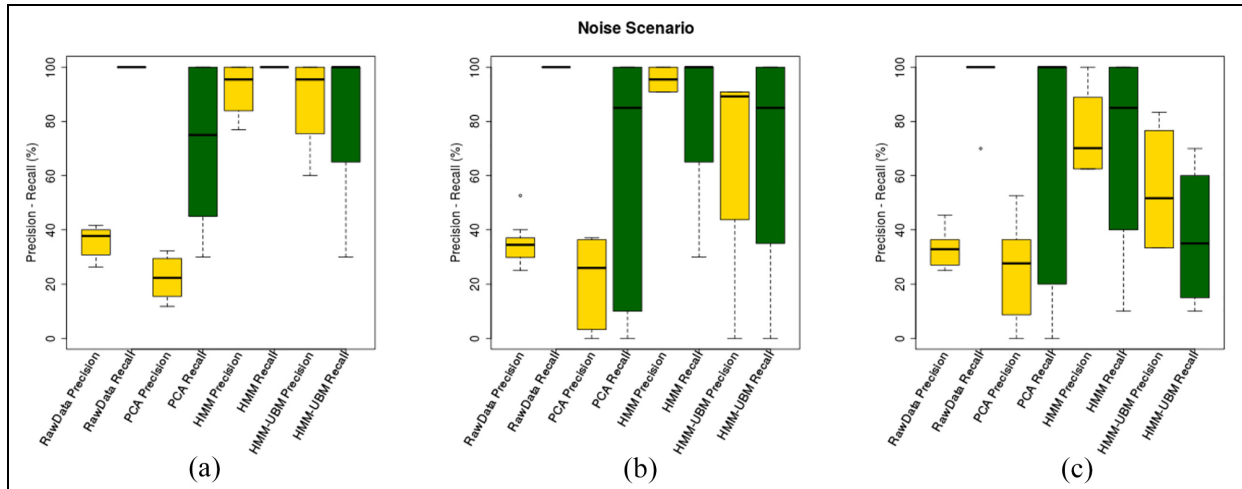 Noise Scenario
Precision - Recall (%)
100
80
60
40
20
0
RawData Precision
RawData Recall
PCA Precision
PCA Recall
HMM Precision
HMM Recall
HMM-UBM Precision
HMM-UBM Recall
(a)
Precision - Recall (%)
100
80
60
40
20
0
RawData Precision
RawData Recall
PCA Precision
PCA Recall
HMM Precision
HMM Recall
HMM-UBM Precision
HMM-UBM Recall
(b)
Precision - Recall (%)
100
80
60
40
20
0
RawData Precision
RawData Recall
PCA Precision
PCA Recall
HMM Precision
HMM Recall
HMM-UBM Precision
HMM-UBM Recall
(c)